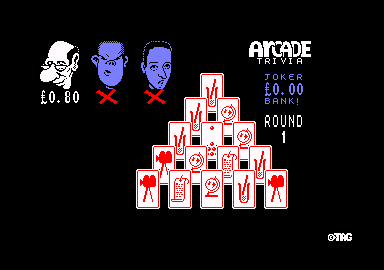 ARCADE
TRIVIA
JOKER
£0.00
BANK!
£0.80
ROUND
1
©TAG